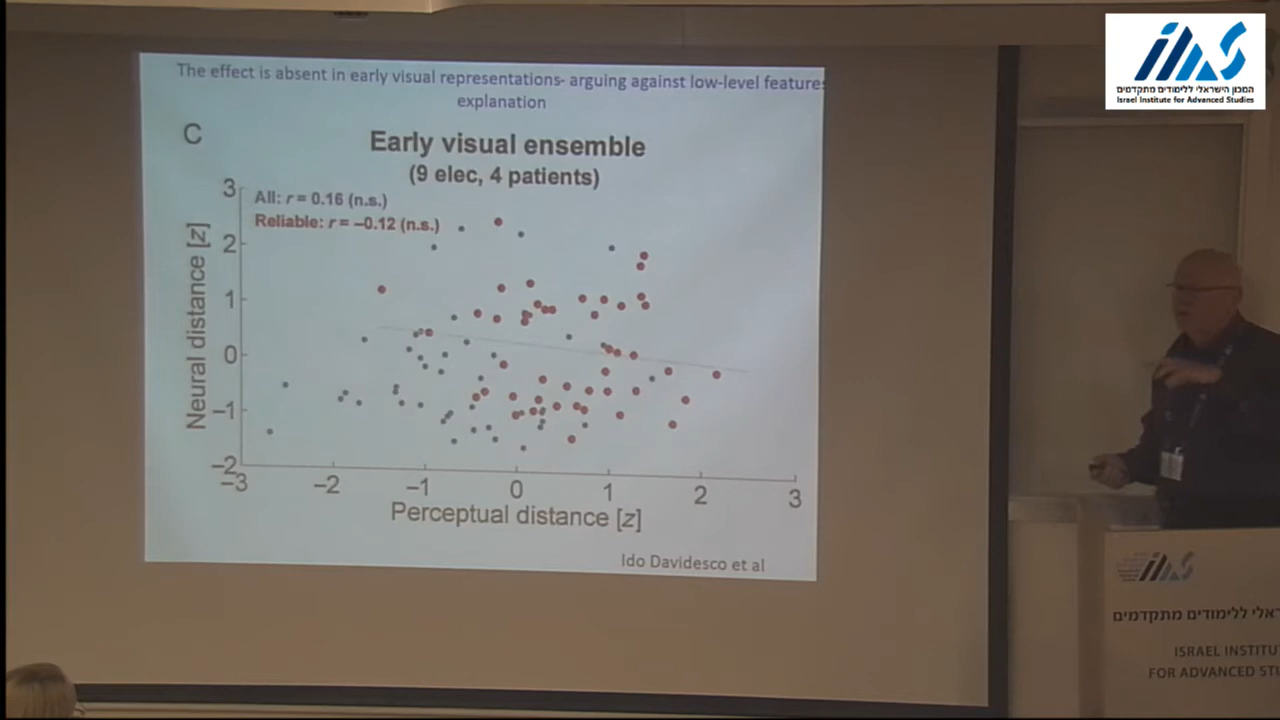 The effect is absent in early visual representations- arguing against low-level features
explanation
C
Early visual ensemble
(9 elec, 4 patients)
All: r = 0.16 (n.s.)
Reliable: r = –0.12 (n.s.)
Neural distance [z]
3
2
1
0
–1
–2
–3
–2
–1
0
1
2
3
Perceptual distance [z]
Ido Davidesco et al
המכון הישראלי ללימודים מתקדמים
Israel Institute for Advanced Studies
ללימודים מתקדמים
ISRAEL
FOR ADVANCED